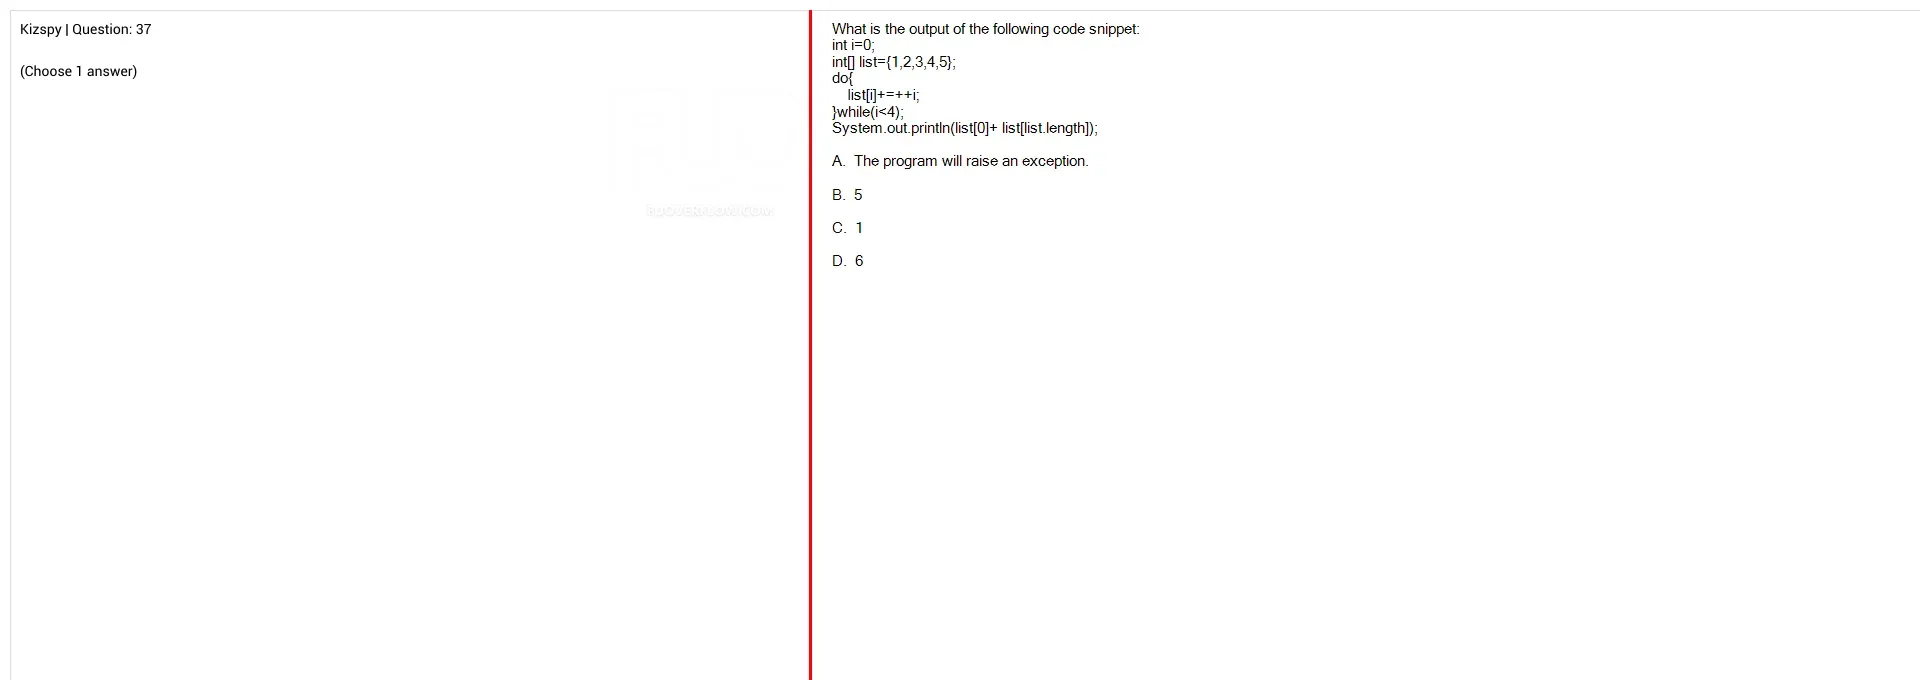 Kizspy | Question: 37
(Choose 1 answer)
FUOVERFLOW.COM
What is the output of the following code snippet:
int i=0;
int[] list={1,2,3,4,5};
do{
list[i]+=++i;
}while(i<4);
System.out.println(list[0]+ list[list.length]);
A. The program will raise an exception.
B. 5
C. 1
D. 6